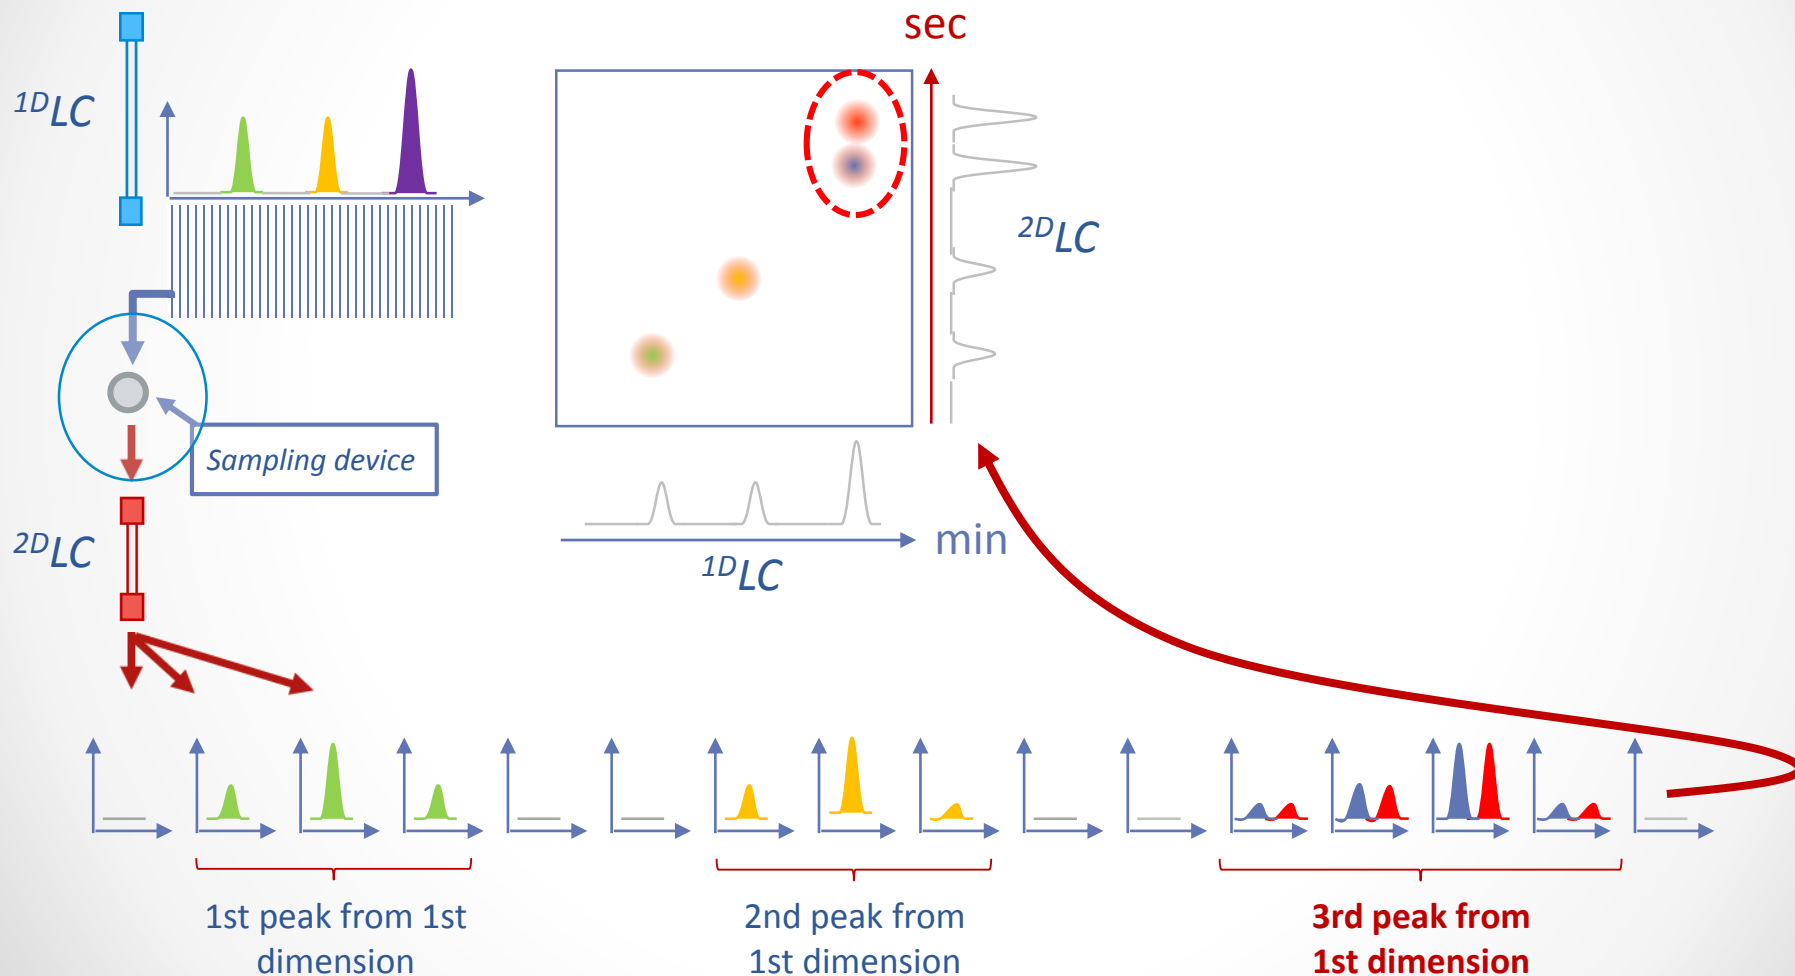 sec
1DLC
2DLC
Sampling device
2DLC
min
1DLC
1st peak from 1st
dimension
2nd peak from
1st dimension
3rd peak from
1st dimension